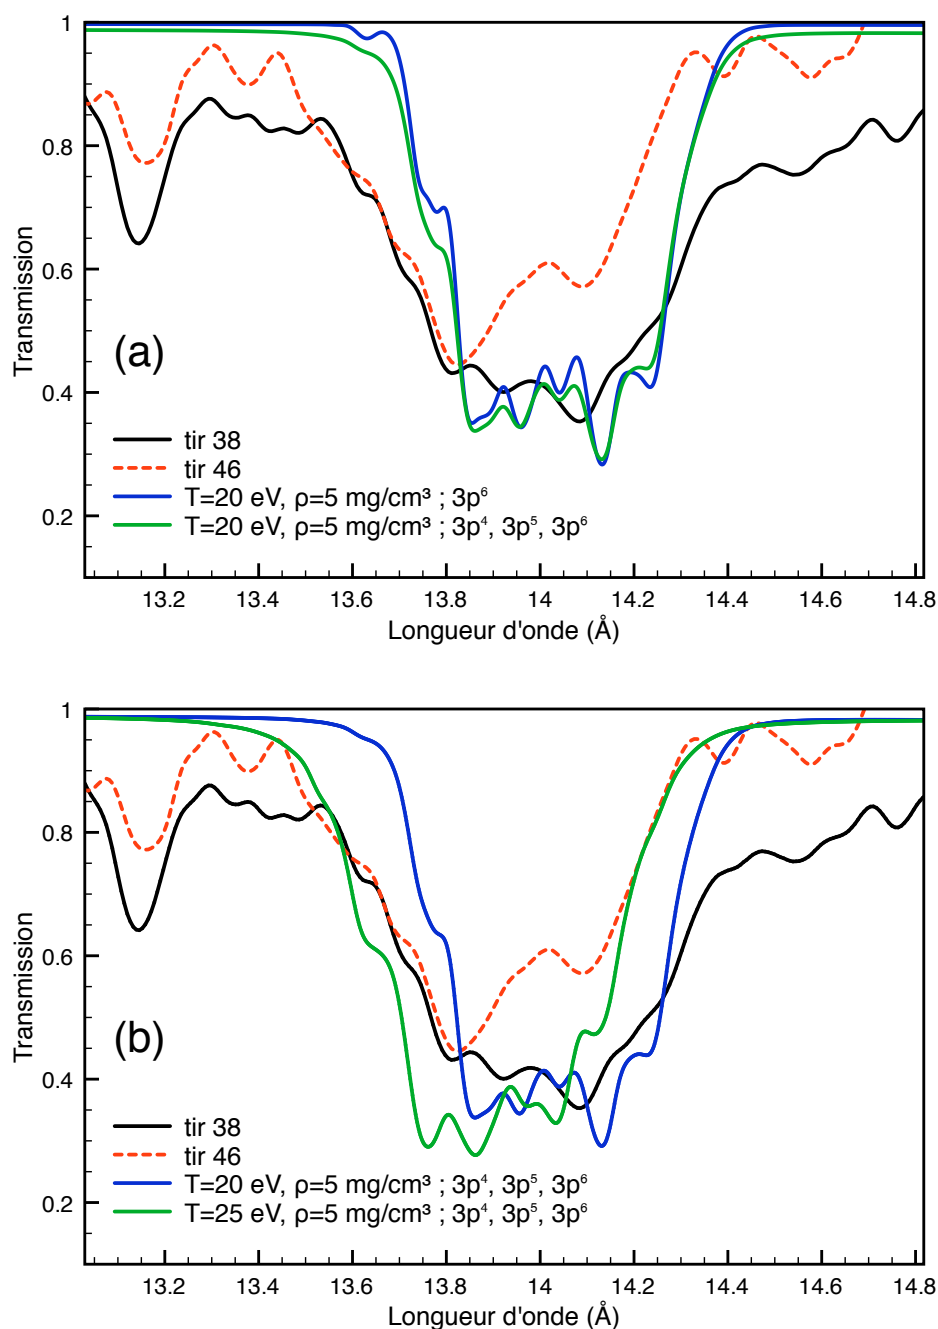 1
0.8
0.6
0.4
0.2
Transmission
(a)
tir 38
tir 46
T=20 eV, ρ=5 mg/cm³ ; 3p⁶
T=20 eV, ρ=5 mg/cm³ ; 3p⁴, 3p⁵, 3p⁶
13.2 13.4 13.6 13.8 14 14.2 14.4 14.6 14.8
Longueur d'onde (Å)
1
0.8
0.6
0.4
0.2
Transmission
(b)
tir 38
tir 46
T=20 eV, ρ=5 mg/cm³ ; 3p⁴, 3p⁵, 3p⁶
T=25 eV, ρ=5 mg/cm³ ; 3p⁴, 3p⁵, 3p⁶
13.2 13.4 13.6 13.8 14 14.2 14.4 14.6 14.8
Longueur d'onde (Å)